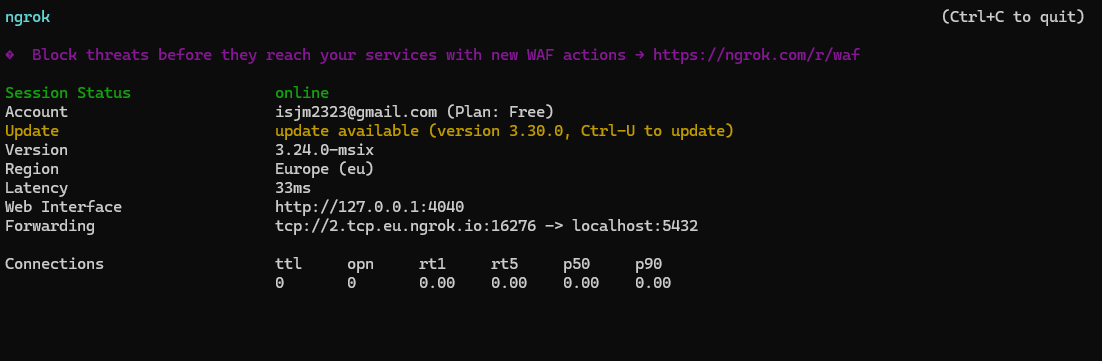 ngrok (Ctrl+C to quit)
� Block threats before they reach your services with new WAF actions → https://ngrok.com/r/waf
Session Status online
Account isjm2323@gmail.com (Plan: Free)
Update update available (version 3.30.0, Ctrl-U to update)
Version 3.24.0-msix
Region Europe (eu)
Latency 33ms
Web Interface http://127.0.0.1:4040
Forwarding tcp://2.tcp.eu.ngrok.io:16276 -> localhost:5432
Connections ttl opn rt1 rt5 p50 p90
0 0 0.00 0.00 0.00 0.00